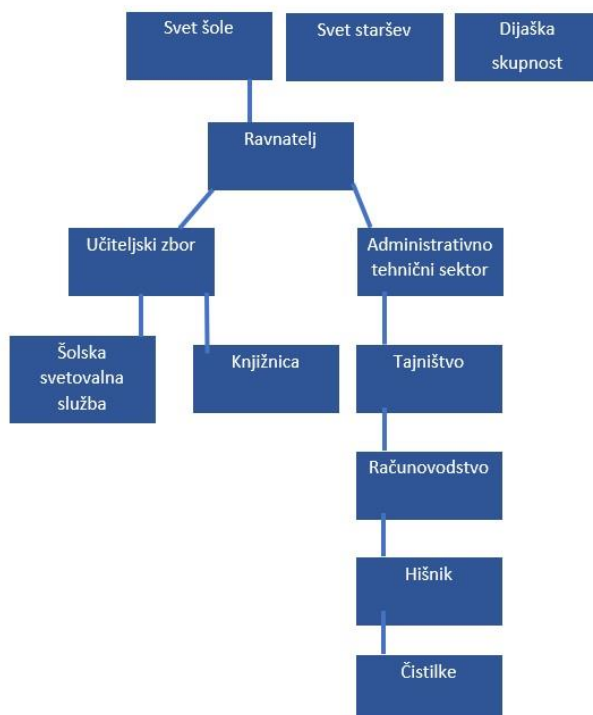 Svet šole
Svet staršev
Dijaška
skupnost
Ravnatelj
Učiteljski zbor
Administrativno
tehnični sektor
Šolska
svetovalna
služba
Knjižnica
Tajništvo
Računovodstvo
Hišnik
Čistilke